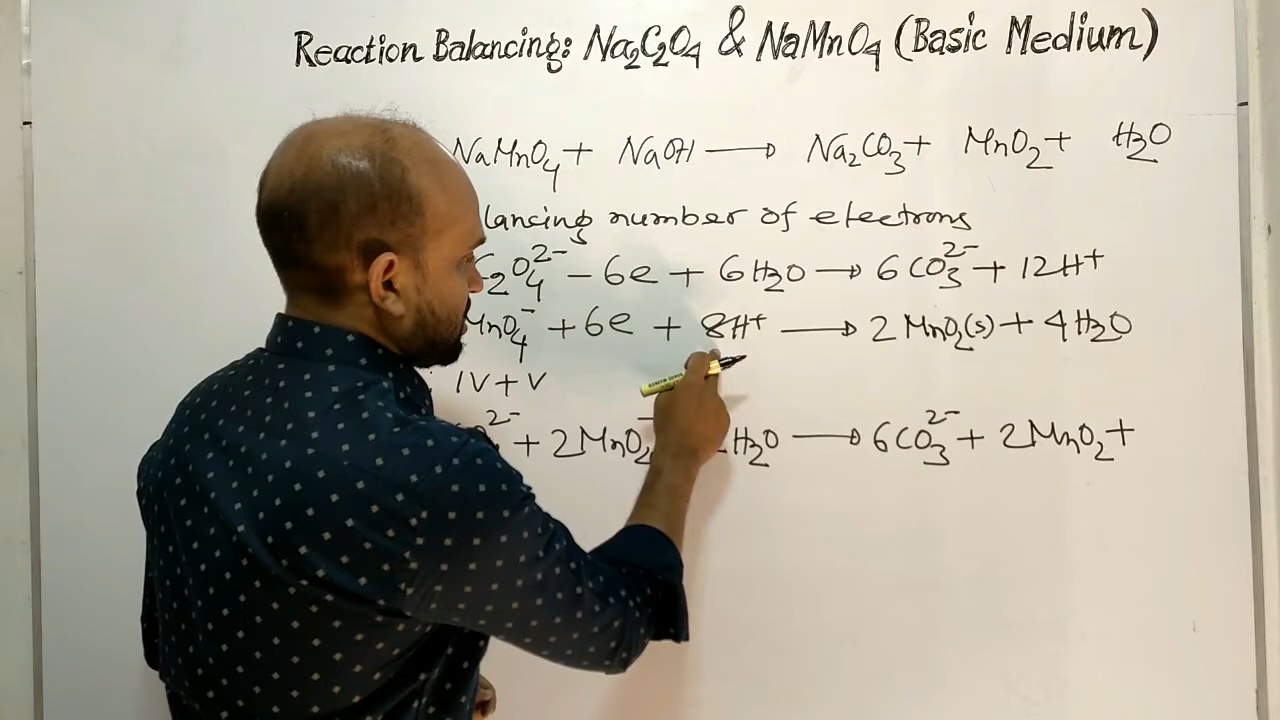 Reaction Balancing: Na₂C₂O₄ & NaMnO₄ (Basic Medium)
NaMnO₄ + NaOH → Na₂CO₃ + MnO₂ + H₂O
lancing number of electrons
C₂O₄²⁻ - 6e + 6H₂O → 6CO₃²⁻ + 12H⁺
MnO₄⁻ + 6e + 8H⁺ → 2MnO₂(s) + 4H₂O
: IV + V
²⁻ + 2MnO₄⁻ H₂O → 6CO₃²⁻ + 2MnO₂ +